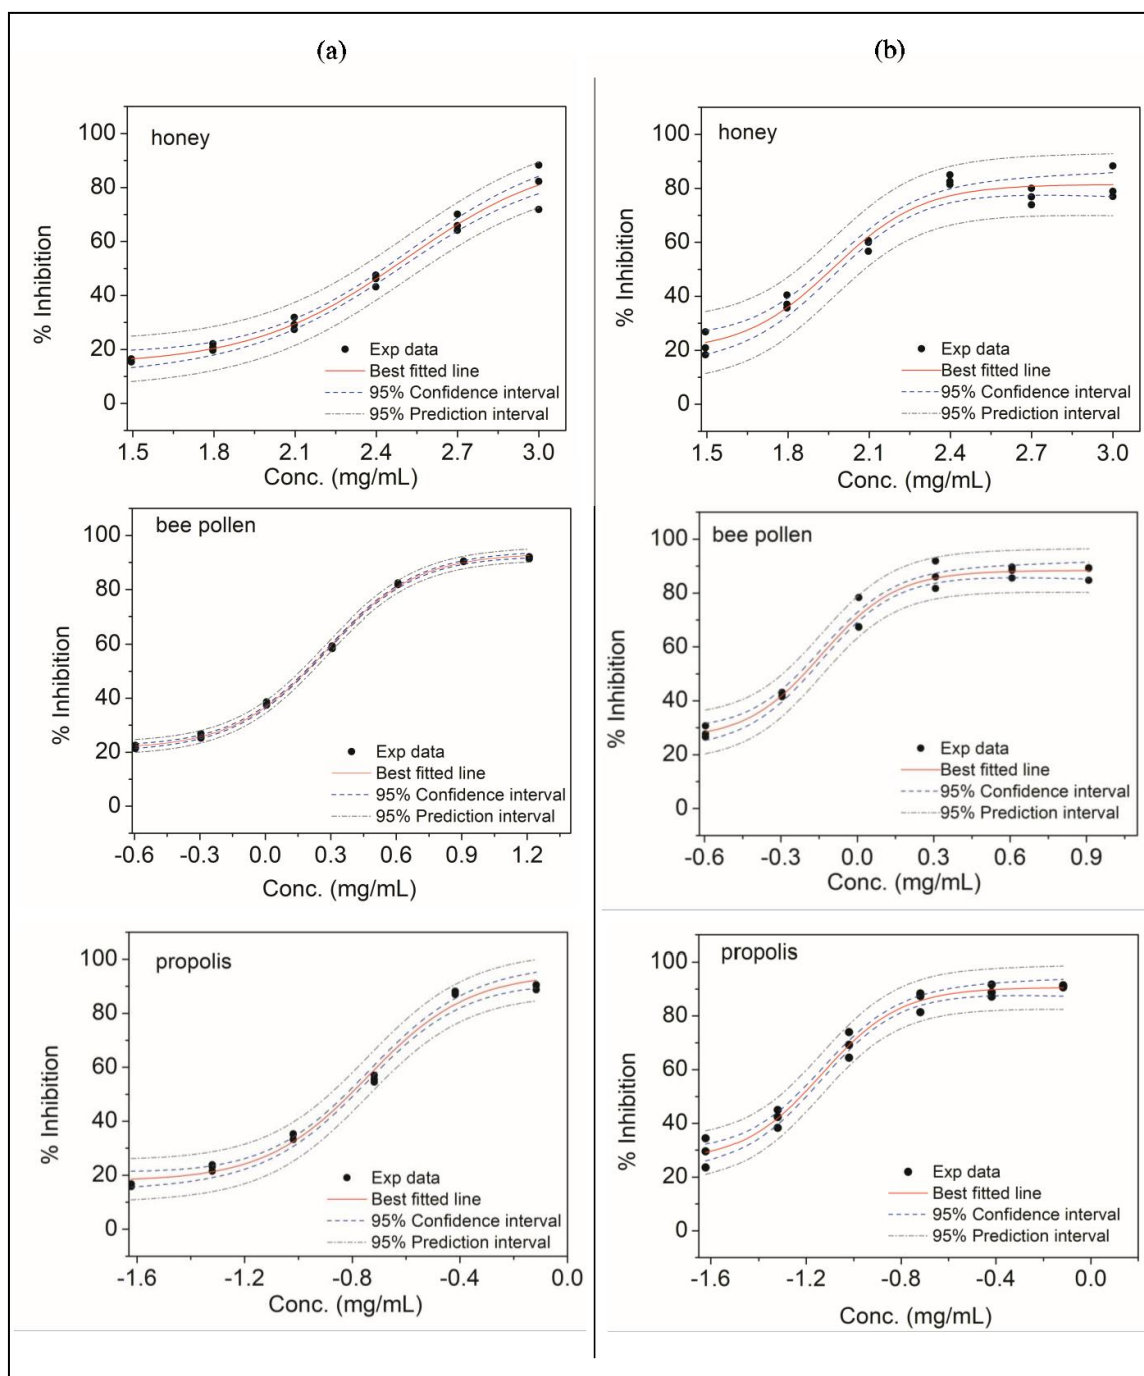 (a)
(b)
honey
% Inhibition
100
80
60
40
20
0
Exp data
Best fitted line
95% Confidence interval
95% Prediction interval
1.5 1.8 2.1 2.4 2.7 3.0
Conc. (mg/mL)
honey
% Inhibition
100
80
60
40
20
0
Exp data
Best fitted line
95% Confidence interval
95% Prediction interval
1.5 1.8 2.1 2.4 2.7 3.0
Conc. (mg/mL)
bee pollen
% Inhibition
100
80
60
40
20
0
Exp data
Best fitted line
95% Confidence interval
95% Prediction interval
-0.6 -0.3 0.0 0.3 0.6 0.9 1.2
Conc. (mg/mL)
bee pollen
% Inhibition
100
80
60
40
20
0
Exp data
Best fitted line
95% Confidence interval
95% Prediction interval
-0.6 -0.3 0.0 0.3 0.6 0.9
Conc. (mg/mL)
propolis
% Inhibition
100
80
60
40
20
0
Exp data
Best fitted line
95% Confidence interval
95% Prediction interval
-1.6 -1.2 -0.8 -0.4 0.0
Conc. (mg/mL)
propolis
% Inhibition
100
80
60
40
20
0
Exp data
Best fitted line
95% Confidence interval
95% Prediction interval
-1.6 -1.2 -0.8 -0.4 0.0
Conc. (mg/mL)